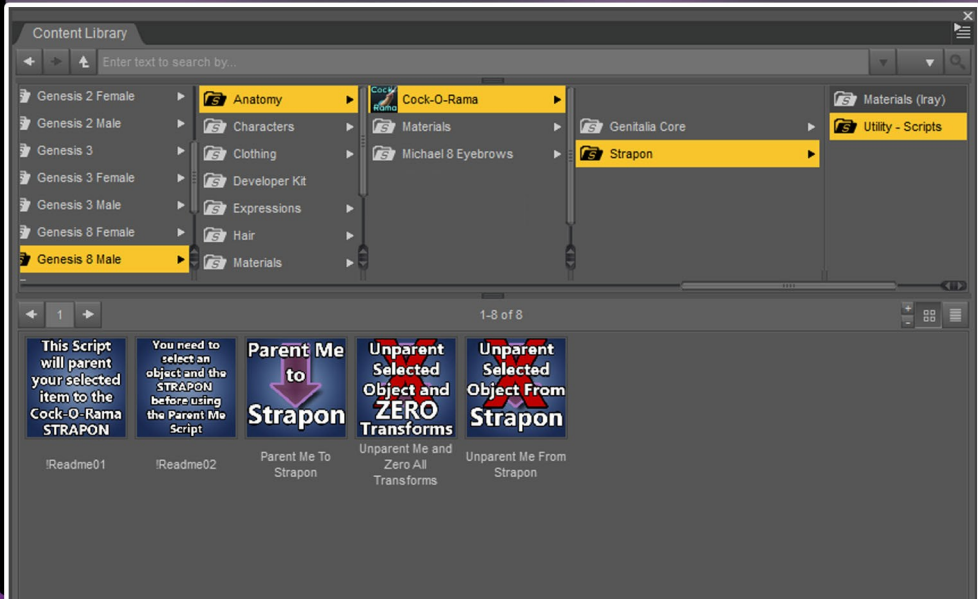 Content Library
Enter text to search by...
Genesis 2 Female
Genesis 2 Male
Genesis 3
Genesis 3 Female
Genesis 3 Male
Genesis 8 Female
Genesis 8 Male
Anatomy
Characters
Clothing
Developer Kit
Expressions
Hair
Materials
Cock-O-Rama
Cock-O-Rama
Materials
Michael 8 Eyebrows
Genitalia Core
Strapon
Materials (Iray)
Utility - Scripts
1
1-8 of 8
This Script
will parent
your selected
item to the
Cock-O-Rama
STRAPON
!Readme01
You need to
select an
object and the
STRAPON
before using
the Parent Me
Script
!Readme02
Parent Me
to
Strapon
Parent Me To
Strapon
Unparent
Selected
Object and
ZERO
Transforms
Unparent Me and
Zero All
Transforms
Unparent
Selected
Object From
Strapon
Unparent Me From
Strapon